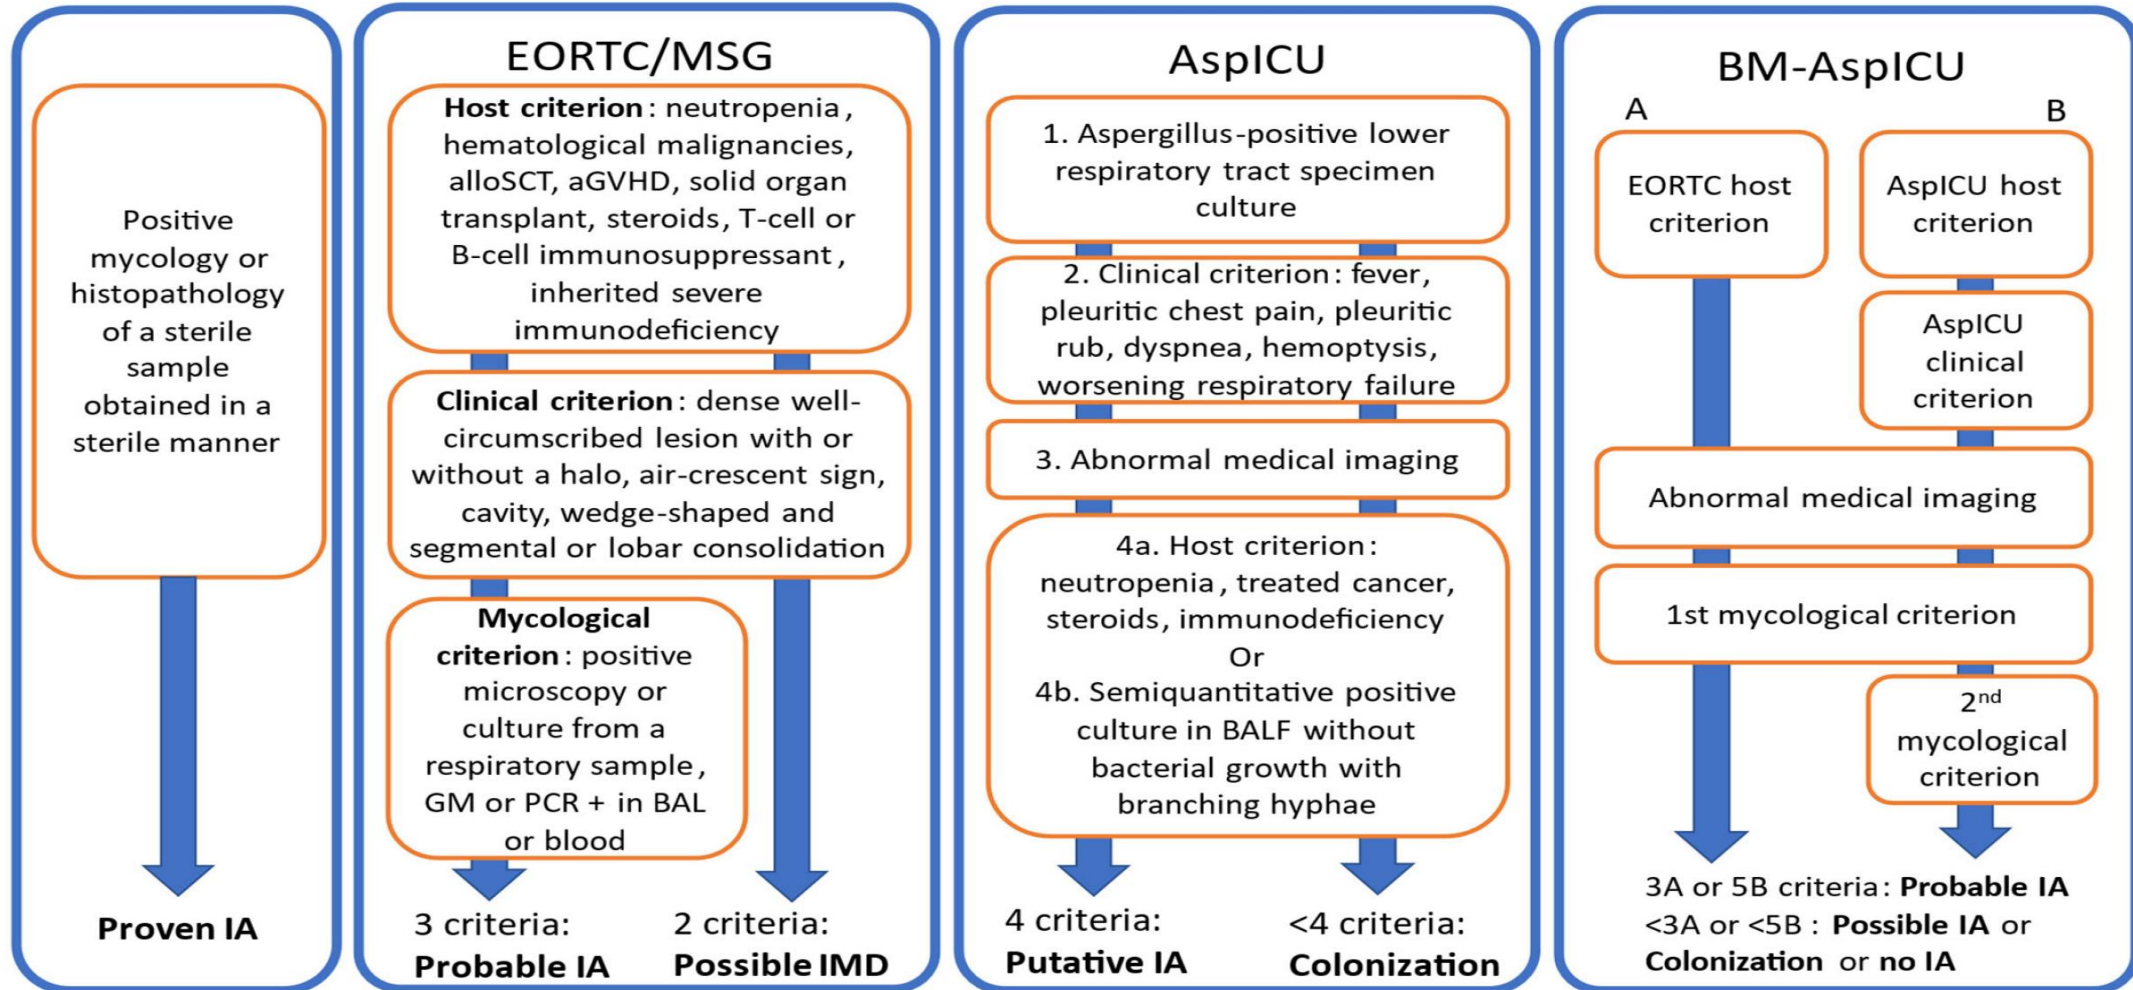 Positive
mycology or
histopathology
of a sterile
sample
obtained in a
sterile manner
Proven IA
EORTC/MSG
Host criterion: neutropenia,
hematological malignancies,
alloSCT, aGVHD, solid organ
transplant, steroids, T-cell or
B-cell immunosuppressant,
inherited severe
immunodeficiency
Clinical criterion: dense well-
circumscribed lesion with or
without a halo, air-crescent sign,
cavity, wedge-shaped and
segmental or lobar consolidation
Mycological
criterion: positive
microscopy or
culture from a
respiratory sample,
GM or PCR + in BAL
or blood
3 criteria:
Probable IA
2 criteria:
Possible IMD
AspICU
1. Aspergillus-positive lower
respiratory tract specimen
culture
2. Clinical criterion: fever,
pleuritic chest pain, pleuritic
rub, dyspnea, hemoptysis,
worsening respiratory failure
3. Abnormal medical imaging
4a. Host criterion:
neutropenia, treated cancer,
steroids, immunodeficiency
Or
4b. Semiquantitative positive
culture in BALF without
bacterial growth with
branching hyphae
4 criteria:
Putative IA
<4 criteria:
Colonization
BM-AspICU
A
B
EORTC host
criterion
AspICU host
criterion
AspICU
clinical
criterion
Abnormal medical imaging
1st mycological criterion
2nd
mycological
criterion
3A or 5B criteria: Probable IA
<3A or <5B : Possible IA or
Colonization or no IA